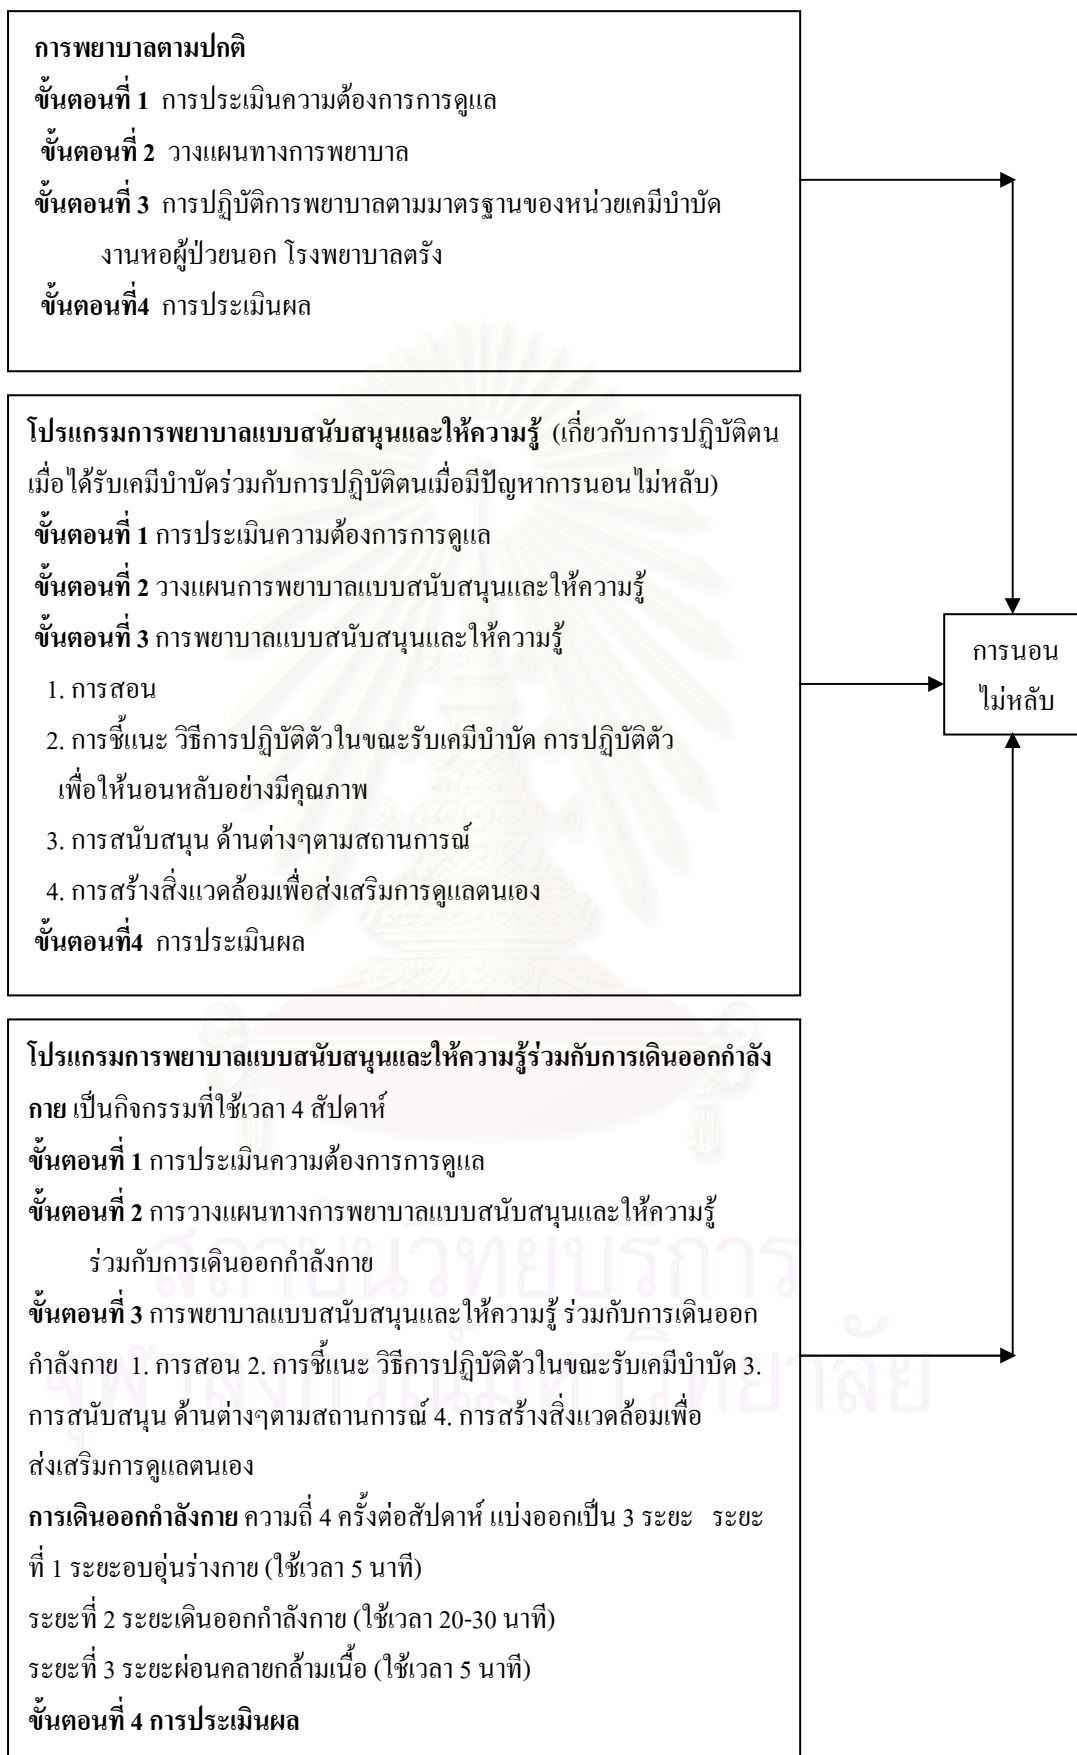 การพยาบาลตามปกติ
ขั้นตอนที่ 1 การประเมินความต้องการการดูแล
ขั้นตอนที่ 2 วางแผนทางการพยาบาล
ขั้นตอนที่ 3 การปฏิบัติการพยาบาลตามมาตรฐานของหน่วยเคมีบำบัด
งานหอผู้ป่วยนอก โรงพยาบาลตรัง
ขั้นตอนที่4 การประเมินผล
โปรแกรมการพยาบาลแบบสนับสนุนและให้ความรู้ (เกี่ยวกับการปฏิบัติตน
เมื่อได้รับเคมีบำบัดร่วมกับการปฏิบัติตนเมื่อมีปัญหาการนอนไม่หลับ)
ขั้นตอนที่ 1 การประเมินความต้องการการดูแล
ขั้นตอนที่ 2 วางแผนการพยาบาลแบบสนับสนุนและให้ความรู้
ขั้นตอนที่ 3 การพยาบาลแบบสนับสนุนและให้ความรู้
1. การสอน
2. การชี้แนะ วิธีการปฏิบัติตัวในขณะรับเคมีบำบัด การปฏิบัติตัว
เพื่อให้นอนหลับอย่างมีคุณภาพ
3. การสนับสนุน ด้านต่างๆตามสถานการณ์
4. การสร้างสิ่งแวดล้อมเพื่อส่งเสริมการดูแลตนเอง
ขั้นตอนที่4 การประเมินผล
การนอน
ไม่หลับ
โปรแกรมการพยาบาลแบบสนับสนุนและให้ความรู้ร่วมกับการเดินออกกำลัง
กาย เป็นกิจกรรมที่ใช้เวลา 4 สัปดาห์
ขั้นตอนที่ 1 การประเมินความต้องการการดูแล
ขั้นตอนที่ 2 การวางแผนทางการพยาบาลแบบสนับสนุนและให้ความรู้
ร่วมกับการเดินออกกำลังกาย
ขั้นตอนที่ 3 การพยาบาลแบบสนับสนุนและให้ความรู้ ร่วมกับการเดินออก
กำลังกาย 1. การสอน 2. การชี้แนะ วิธีการปฏิบัติตัวในขณะรับเคมีบำบัด 3.
การสนับสนุน ด้านต่างๆตามสถานการณ์ 4. การสร้างสิ่งแวดล้อมเพื่อ
ส่งเสริมการดูแลตนเอง
การเดินออกกำลังกาย ความถี่ 4 ครั้งต่อสัปดาห์ แบ่งออกเป็น 3 ระยะ ระยะ
ที่ 1 ระยะอบอุ่นร่างกาย (ใช้เวลา 5 นาที)
ระยะที่ 2 ระยะเดินออกกำลังกาย (ใช้เวลา 20-30 นาที)
ระยะที่ 3 ระยะผ่อนคลายกล้ามเนื้อ (ใช้เวลา 5 นาที)
ขั้นตอนที่ 4 การประเมินผล
สถาบันวิทยบริการ
จุฬาลงกรณ์มหาวิทยาลัย